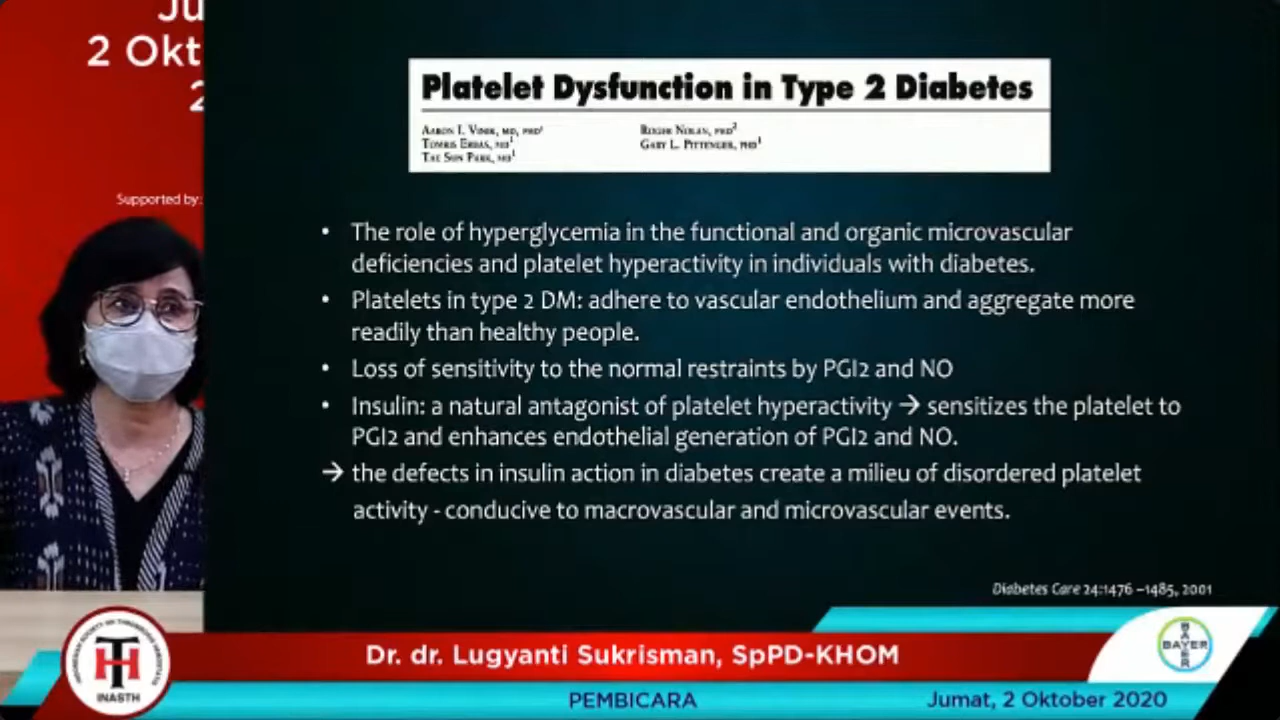 Ju
2 Okt
2
Supported by:
Platelet Dysfunction in Type 2 Diabetes
AARON I. VINIK, MD, PHD¹
TOMRIS ERBAS, MD¹
TAE SUN PARK, MD¹
ROGER NOLAN, PHD²
GARY L. PITTENGER, PHD¹
• The role of hyperglycemia in the functional and organic microvascular
deficiencies and platelet hyperactivity in individuals with diabetes.
• Platelets in type 2 DM: adhere to vascular endothelium and aggregate more
readily than healthy people.
• Loss of sensitivity to the normal restraints by PGI2 and NO
• Insulin: a natural antagonist of platelet hyperactivity → sensitizes the platelet to
PGI2 and enhances endothelial generation of PGI2 and NO.
→ the defects in insulin action in diabetes create a milieu of disordered platelet
activity - conducive to macrovascular and microvascular events.
Diabetes Care 24:1476 –1485, 2001
INASTH
Dr. dr. Lugyanti Sukrisman, SpPD-KHOM
BAYER
BAYER
PEMBICARA
Jumat, 2 Oktober 2020